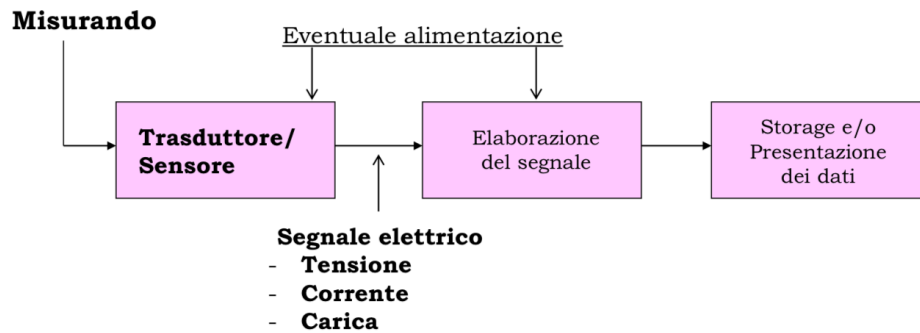 Misurando
Eventuale alimentazione
Trasduttore/
Sensore
Elaborazione
del segnale
Storage e/o
Presentazione
dei dati
Segnale elettrico
- Tensione
- Corrente
- Carica